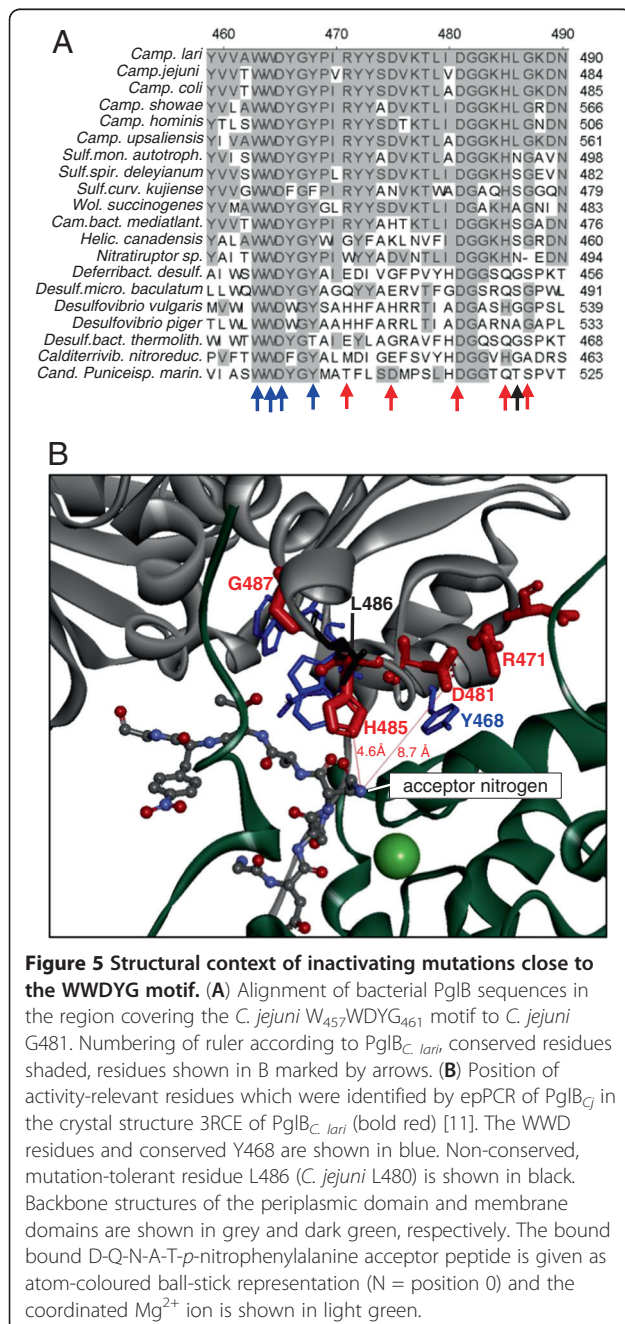 460 470 480 490
A
Camp. lari YVVAWWDYGYPIRYYSDVKTLIDGGKHLGKDN 490
Camp.jejuni YVVTWWDYGYPVRYYSDVKTLVDGGKHLGKDN 484
Camp. coli YVVTWWDYGYPIRYYSDVKTLADGGKHLGKDN 485
Camp. showae YVLAWWDYGYPIRYYADVKTLIDGGKHLGRDN 566
Camp. hominis YTLSWWDYGYPIRYYSDTKTLIDGGKHLGNDN 506
Camp. upsaliensis YIVAWWDYGYPIRYYSDVKTLADGGKHLGKDN 561
Sulf.mon. autotroph. YVISWWDYGYPIRYYADVKTLADGGKHNGAVN 498
Sulf.spir. deleyianum YVVSWWDYGYPLRYYSDVKTLIDGGKHSGEVN 482
Sulf.curv. kujiense YVVGWWDFGFPIRYYANVKTWADGAQHSGGQN 479
Wol. succinogenes YVMAWWDYGYGLRYYSDVKTLIDGAKHAGNIN 483
Cam.bact. mediatlant. YVVTWWDYGYPIRYYAHTKTLIDGGKHSGKDN 476
Helic. canadensis YALAWWDYGYWIGYFAKLNVFIDGGKHSGRDN 460
Nitratiruptor sp. YAITWWDYGYPIWYYADVNTLIDGGKHN-EDN 494
Deferribact. desulf. AIWSWWDYGYAIEDIVGFPVYHDGGSQGSPKT 456
Desulf.micro. baculatum LLWQWWDYGYAGQYYAERVTFGDGSRQSGPWL 491
Desulfovibrio vulgaris MVWIWWDWGYSAHHFAHRRTIADGASHGGPSL 539
Desulfovibrio piger TLWLWWDWGYAAHHFARRLTIADGARNAGAPL 533
Desulf.bact. thermolith. WIWTWWDYGTAIEYLAGRAVYHDGGSQGSPKT 468
Calditerrivib. nitroreduc. PVFTWWDFGYALMDIGEFSVYHDGGVHGADRS 463
Cand. Puniceisp. marin. VIASWWDYGYMATFLSDMPSLHDGGTQTSPVT 525
B
G487
L486
R471
D481
H485
Y468
4.6Å 8.7 Å
acceptor nitrogen
Figure 5 Structural context of inactivating mutations close to
the WWDYG motif. (A) Alignment of bacterial PglB sequences in
the region covering the C. jejuni W457WDYG461 motif to C. jejuni
G481. Numbering of ruler according to PglBC. lari, conserved residues
shaded, residues shown in B marked by arrows. (B) Position of
activity-relevant residues which were identified by epPCR of PglBCj in
the crystal structure 3RCE of PglBC. lari (bold red) [11]. The WWD
residues and conserved Y468 are shown in blue. Non-conserved,
mutation-tolerant residue L486 (C. jejuni L480) is shown in black.
Backbone structures of the periplasmic domain and membrane
domains are shown in grey and dark green, respectively. The bound
bound D-Q-N-A-T-p-nitrophenylalanine acceptor peptide is given as
atom-coloured ball-stick representation (N = position 0) and the
coordinated Mg2+ ion is shown in light green.